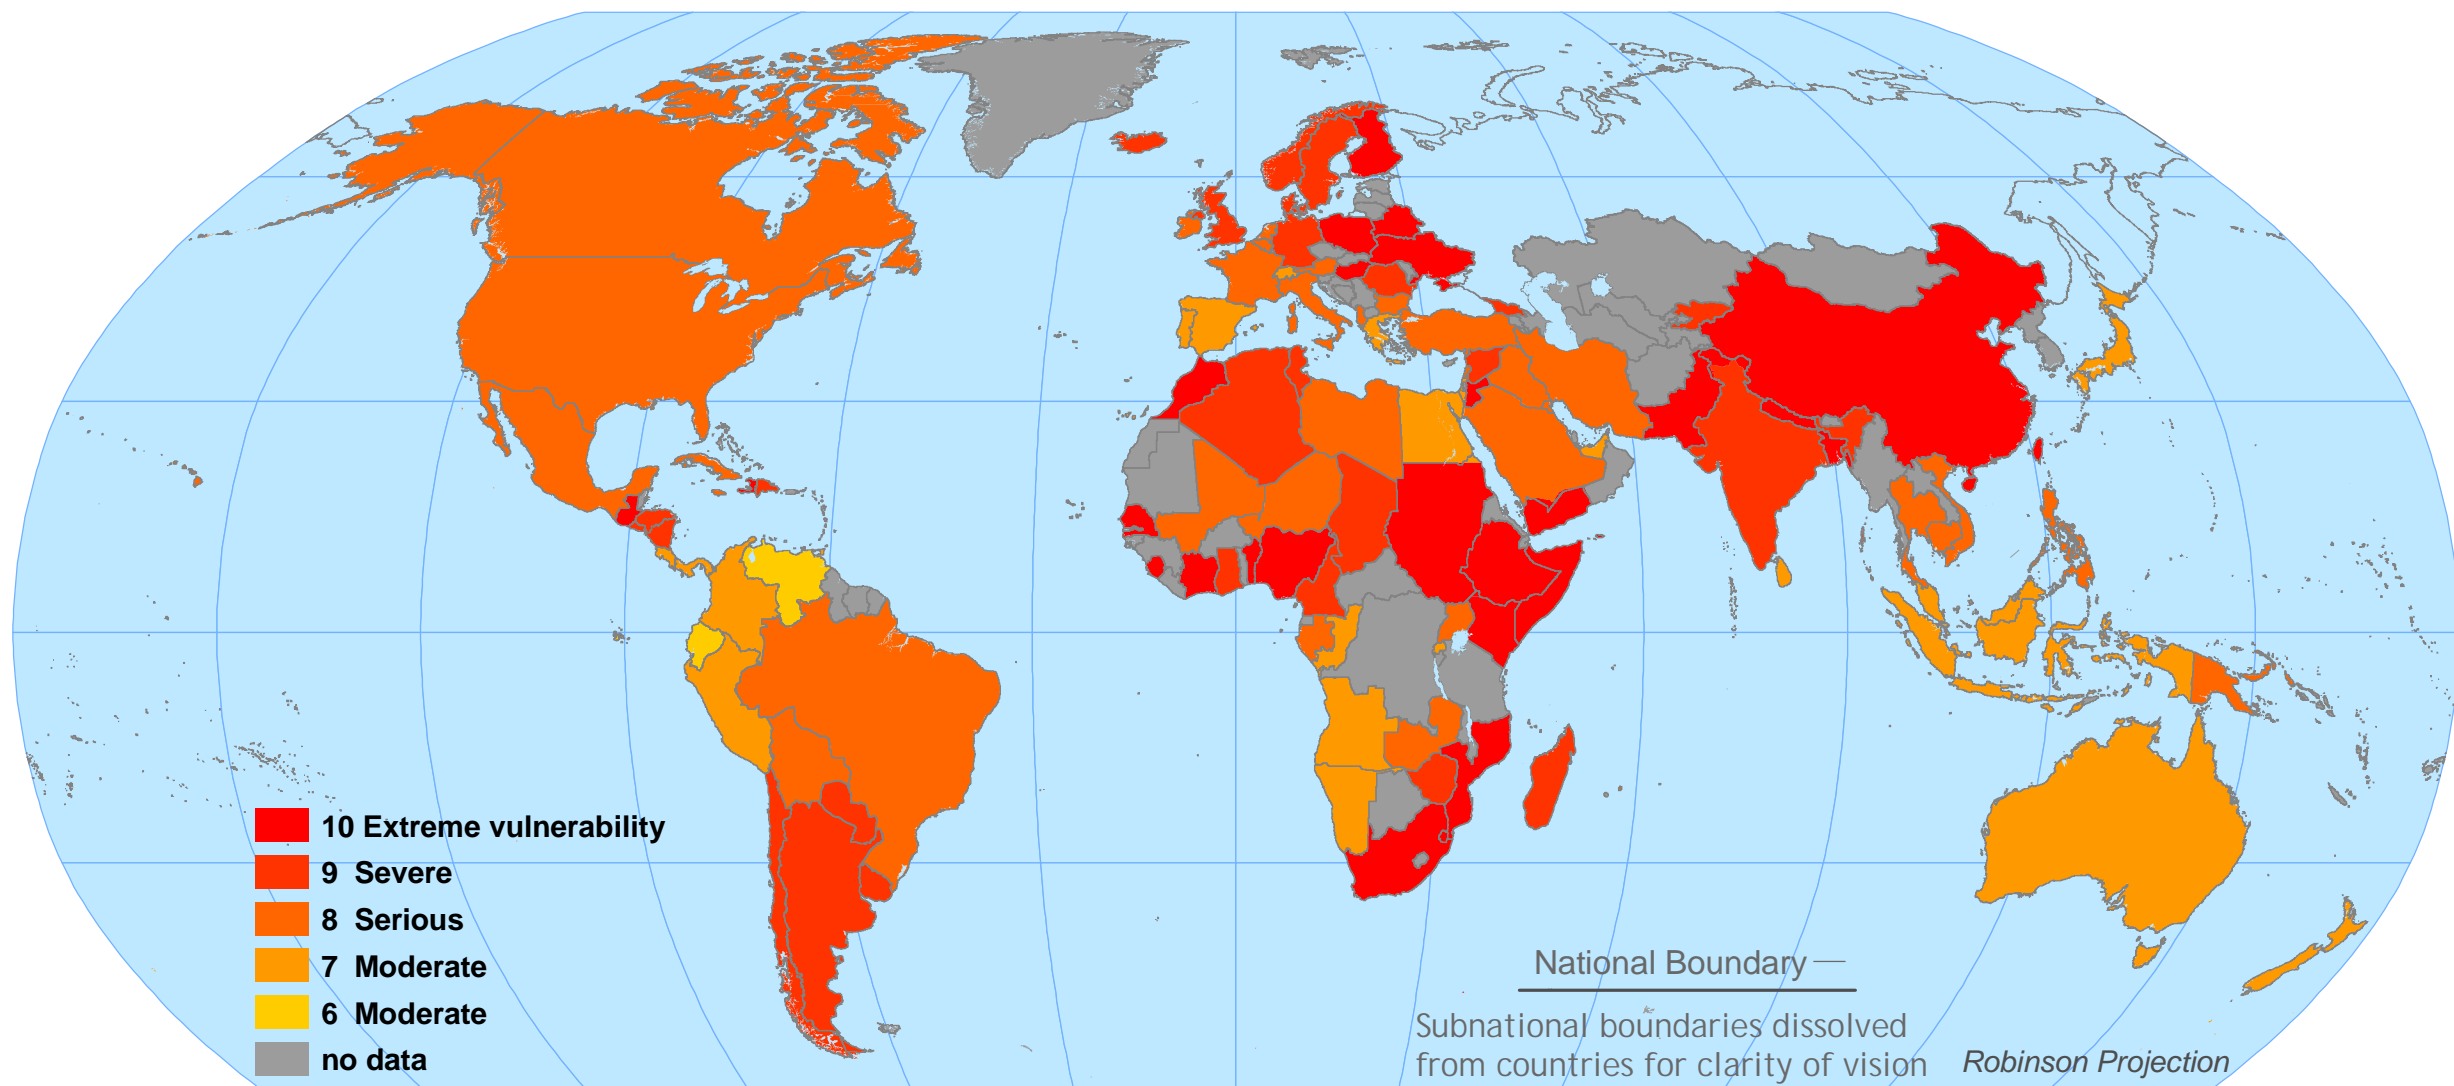 10 Extreme vulnerability
9 Severe
8 Serious
7 Moderate
6 Moderate
no data
National Boundary
Subnational boundaries dissolved
from countries for clarity of vision
Robinson Projection